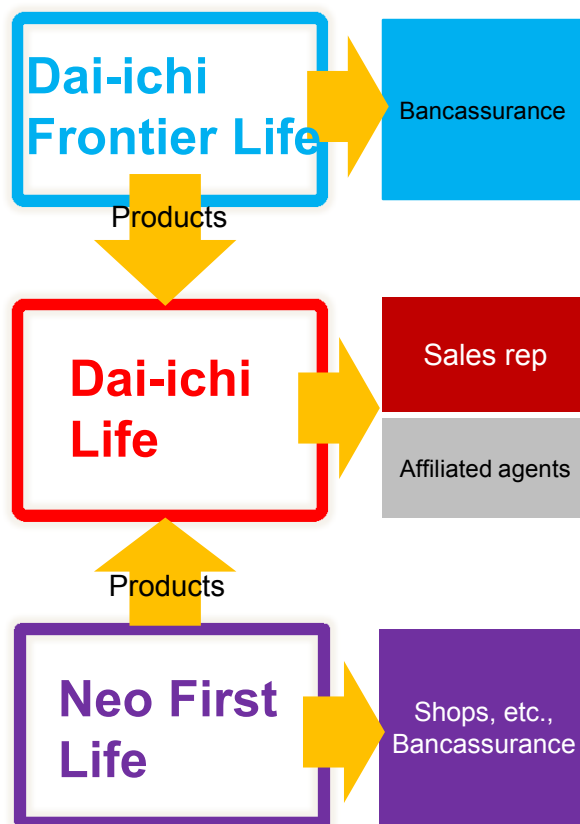 Dai-ichi
Frontier Life
Bancassurance
Products
Dai-ichi
Life
Sales rep
Affiliated agents
Products
Neo First
Life
Shops, etc.,
Bancassurance